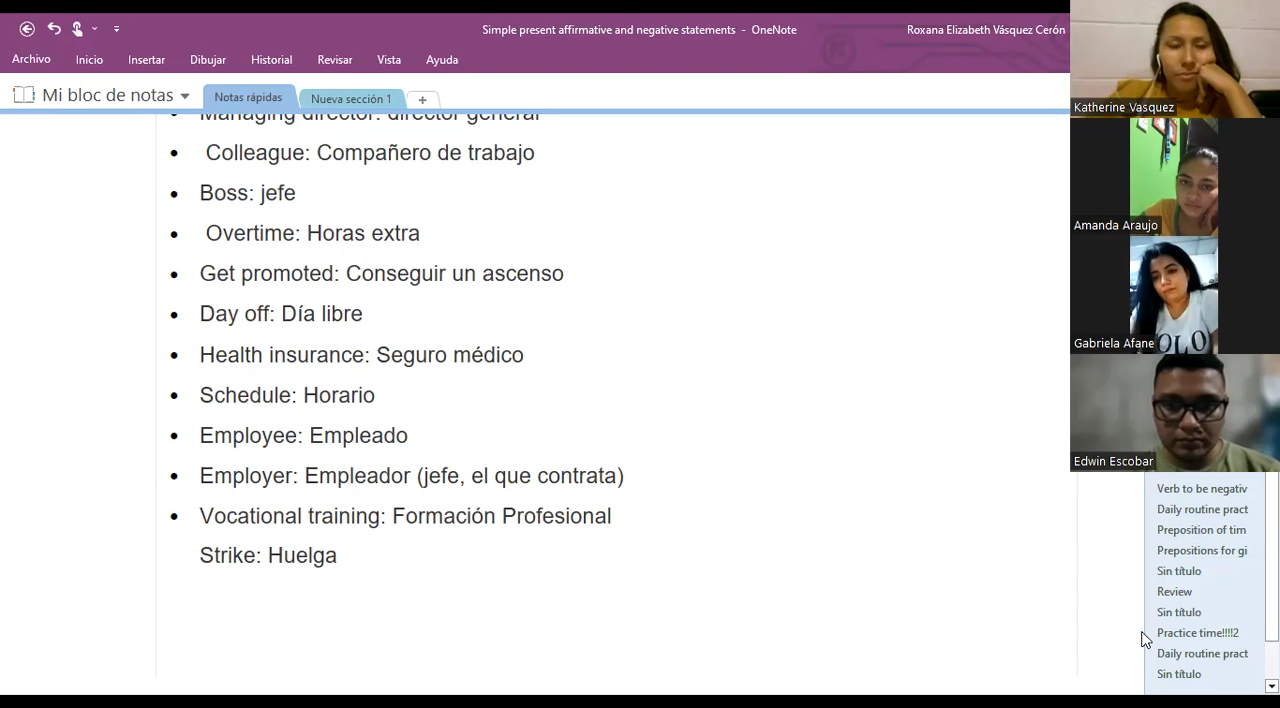 Simple present affirmative and negative statements - OneNote
Roxana Elizabeth Vásquez Cerón
Archivo Inicio Insertar Dibujar Historial Revisar Vista Ayuda
Mi bloc de notas
Notas rápidas
Nueva sección 1
Managing director: director general
Colleague: Compañero de trabajo
Boss: jefe
Overtime: Horas extra
Get promoted: Conseguir un ascenso
Day off: Día libre
Health insurance: Seguro médico
Schedule: Horario
Employee: Empleado
Employer: Empleador (jefe, el que contrata)
Vocational training: Formación Profesional
Strike: Huelga
Katherine Vasquez
Amanda Araujo
Gabriela Afane
OLO
Edwin Escobar
Verb to be negativ
Daily routine pract
Preposition of tim
Prepositions for gi
Sin título
Review
Sin título
Practice time!!!!2
Daily routine pract
Sin título